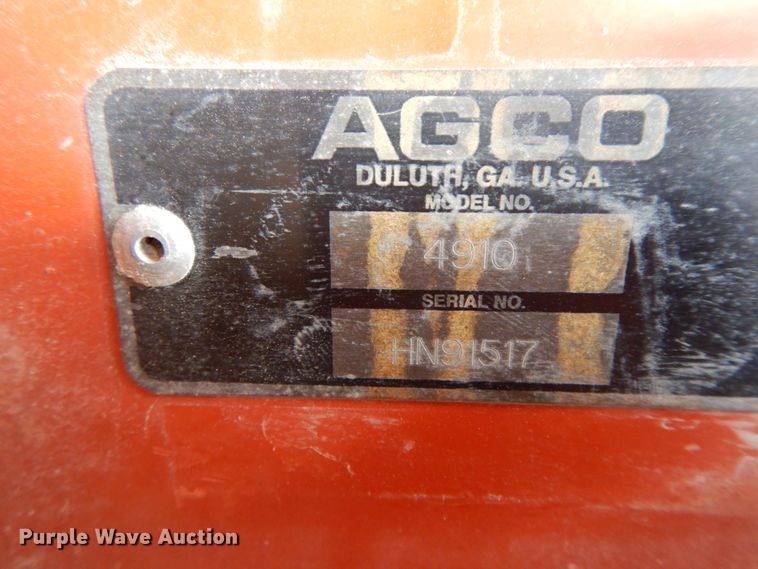 AGCO
DULUTH, GA. U.S.A.
MODEL NO.
4910
SERIAL NO.
HN91517
Purple Wave Auction